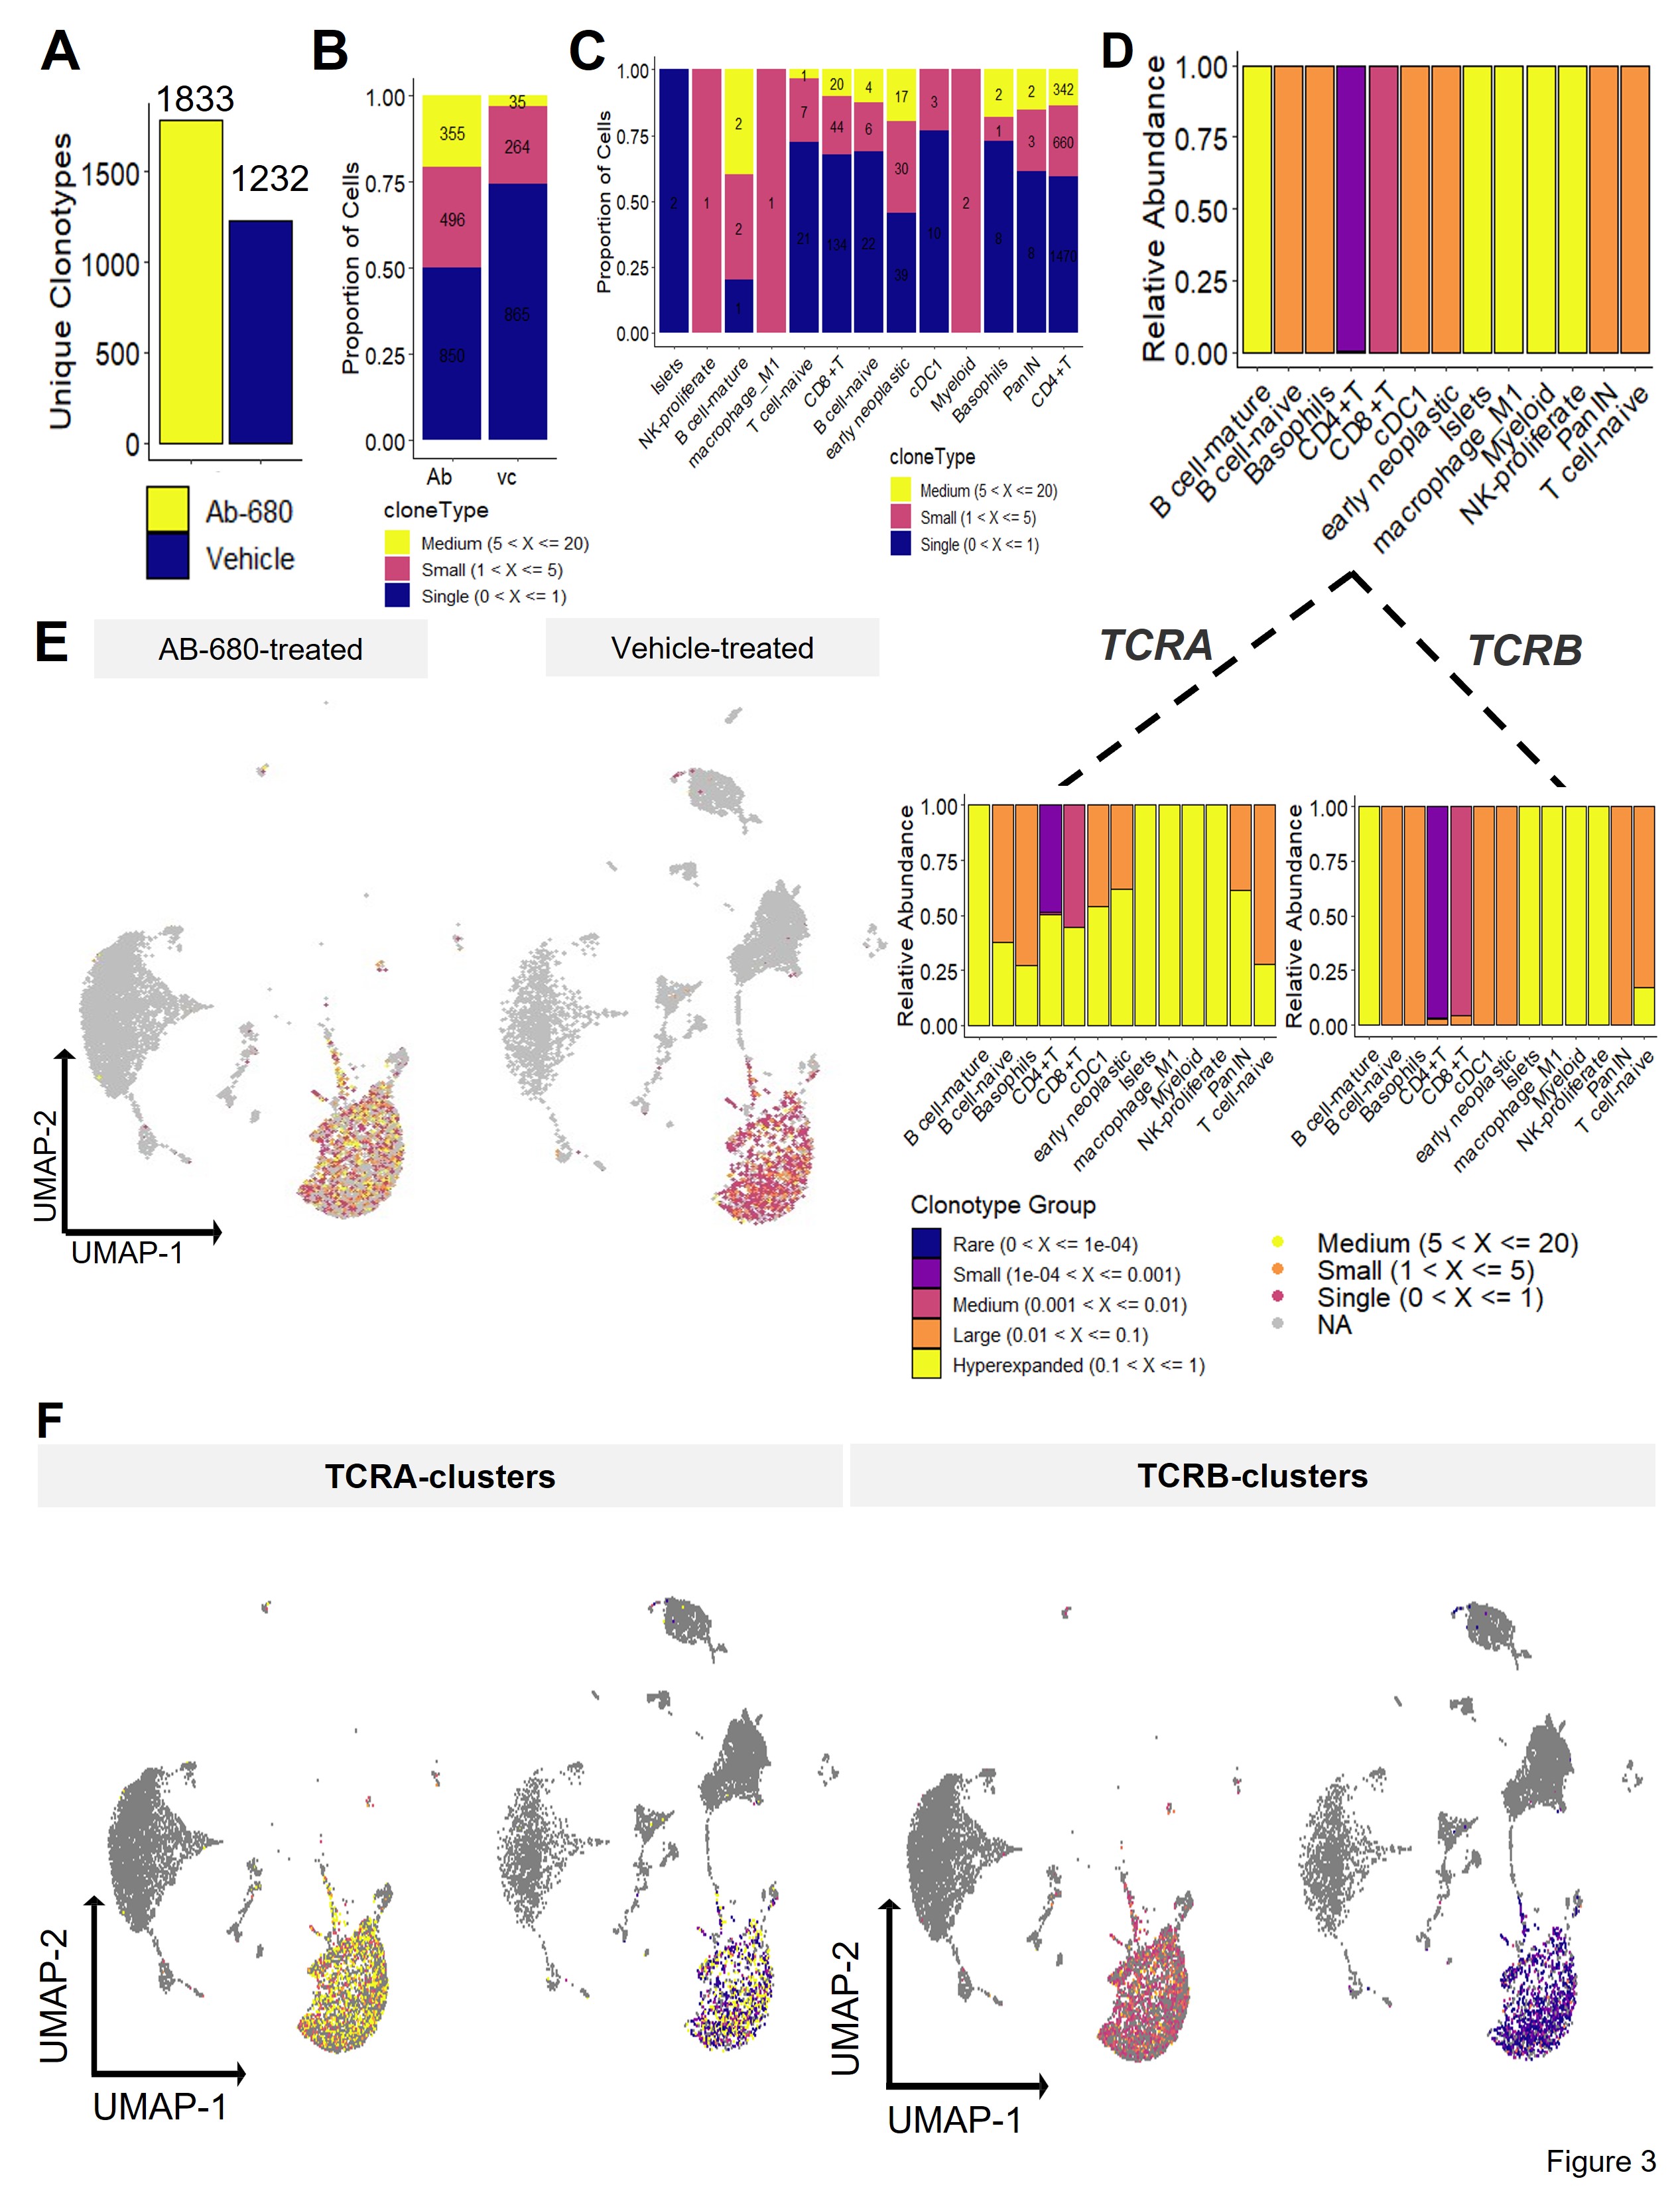 A
1833
1232
Unique Clonotypes
1500
1000
500
0
Ab-680
Vehicle
B
Proportion of Cells
1.00
0.75
0.50
0.25
0.00
355
496
850
35
264
865
Ab
vc
cloneType
Medium (5 < X <= 20)
Small (1 < X <= 5)
Single (0 < X <= 1)
C
Proportion of Cells
1.00
0.75
0.50
0.25
0.00
2
1
2
2
1
1
1
7
21
20
44
134
4
6
22
17
30
39
3
10
2
2
1
8
2
3
8
342
660
1470
Islets
NK-proliferate
B cell-mature
macrophage_M1
T cell-naive
CD8+T
B cell-naive
early neoplastic
cDC1
Myeloid
Basophils
PanIN
CD4+T
cloneType
Medium (5 < X <= 20)
Small (1 < X <= 5)
Single (0 < X <= 1)
D
Relative Abundance
1.00
0.75
0.50
0.25
0.00
B cell-mature
B cell-naive
Basophils
CD4+T
CD8+T
cDC1
early neoplastic
Islets
macrophage_M1
Myeloid
NK-proliferate
PanIN
T cell-naive
TCRA
TCRB
Relative Abundance
1.00
0.75
0.50
0.25
0.00
B cell-mature
B cell-naive
Basophils
CD4+T
CD8+T
cDC1
early neoplastic
Islets
macrophage_M1
Myeloid
NK-proliferate
PanIN
T cell-naive
Relative Abundance
1.00
0.75
0.50
0.25
0.00
B cell-mature
B cell-naive
Basophils
CD4+T
CD8+T
cDC1
early neoplastic
Islets
macrophage_M1
Myeloid
NK-proliferate
PanIN
T cell-naive
Clonotype Group
Rare (0 < X <= 1e-04)
Small (1e-04 < X <= 0.001)
Medium (0.001 < X <= 0.01)
Large (0.01 < X <= 0.1)
Hyperexpanded (0.1 < X <= 1)
Medium (5 < X <= 20)
Small (1 < X <= 5)
Single (0 < X <= 1)
NA
E
AB-680-treated
Vehicle-treated
UMAP-2
UMAP-1
F
TCRA-clusters
TCRB-clusters
UMAP-2
UMAP-1
UMAP-2
UMAP-1
Figure 3